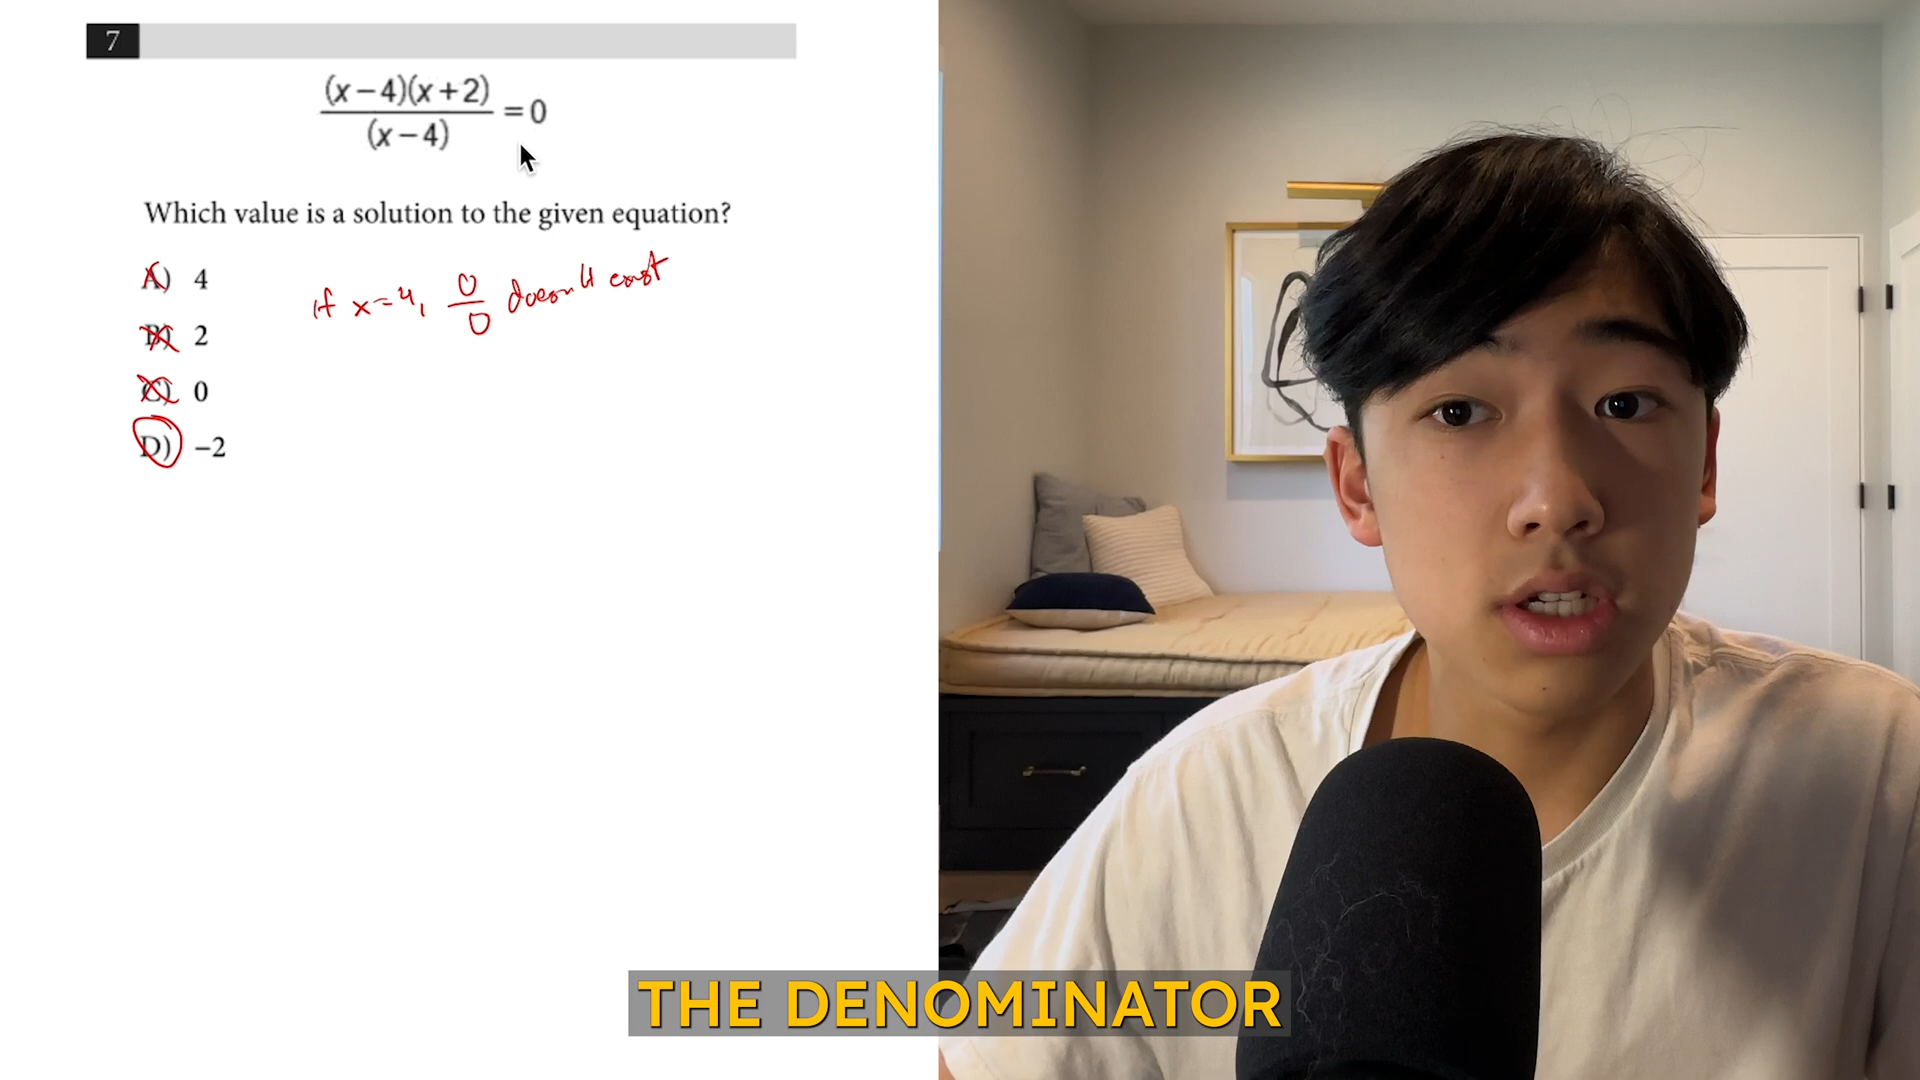 7
(x – 4)(x + 2)
(x – 4)
= 0
Which value is a solution to the given equation?
A) 4
if x=4, 0/0 doesn't exist
B) 2
C) 0
D) –2
THE DENOMINATOR